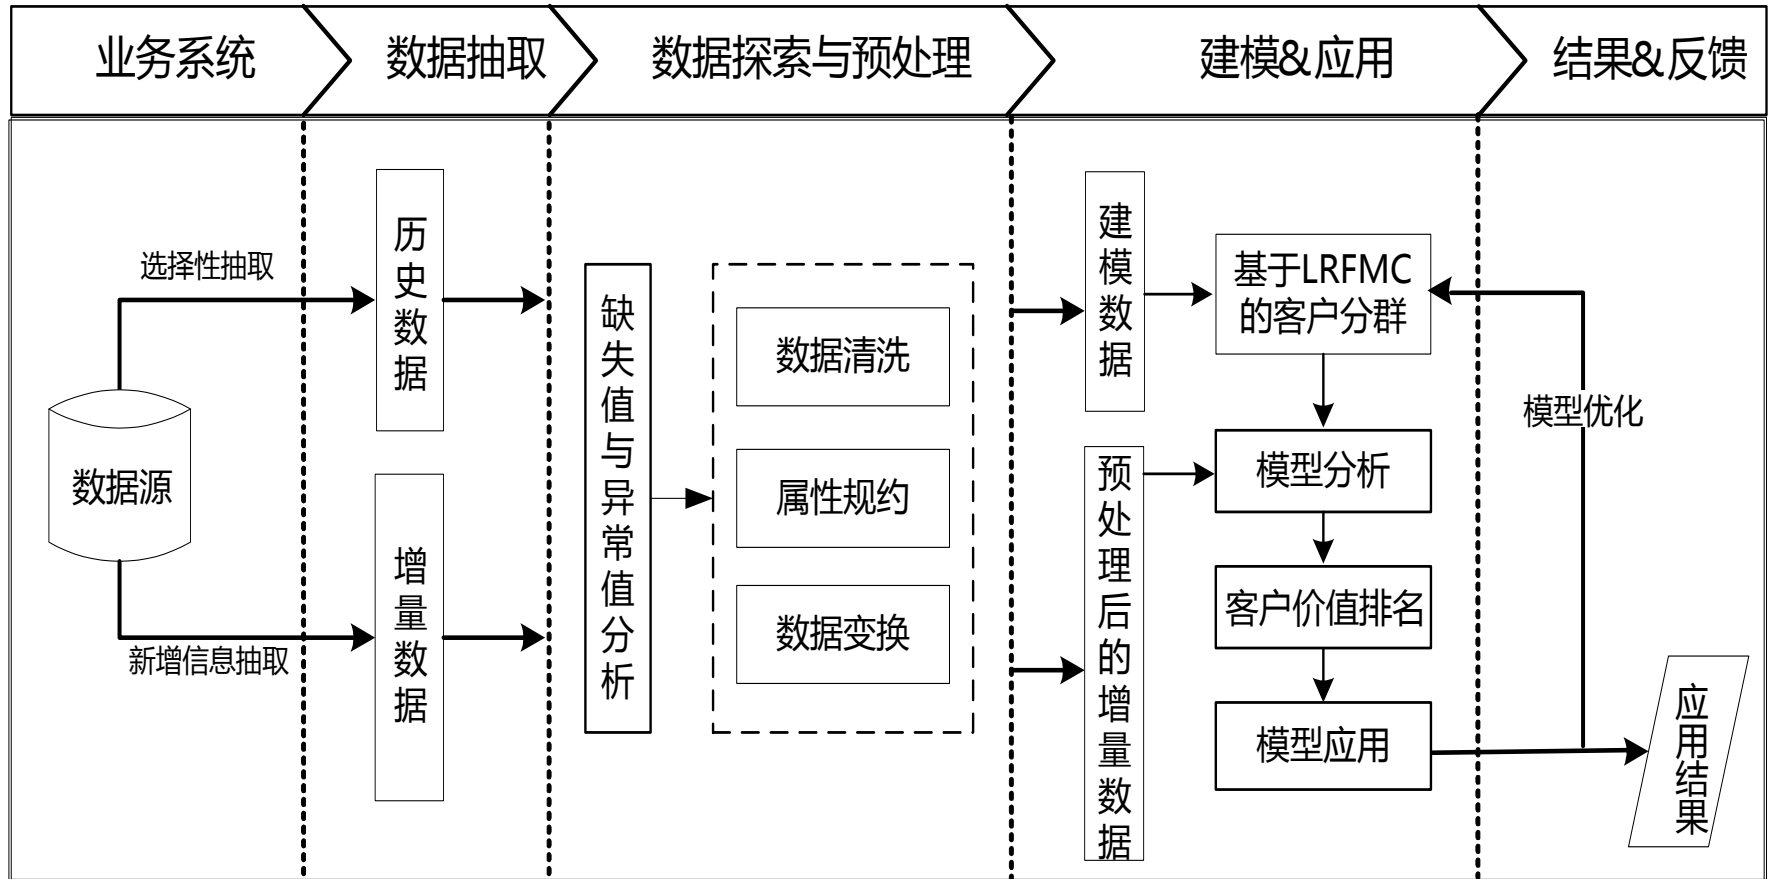 业务系统
数据抽取
数据探索与预处理
建模&应用
结果&反馈
选择性抽取
数据源
新增信息抽取
历史数据
增量数据
缺失值与异常值分析
数据清洗
属性规约
数据变换
建模数据
预处理后的增量数据
基于LRFMC
的客户分群
模型分析
客户价值排名
模型应用
模型优化
应用结果